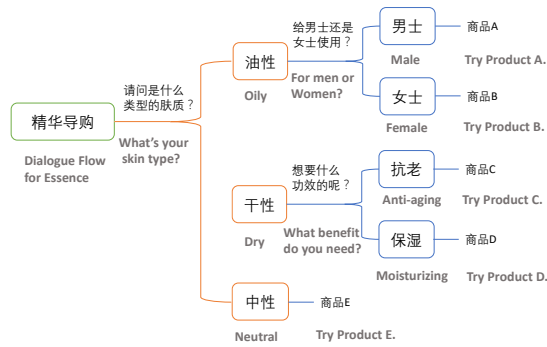 精华导购
Dialogue Flow
for Essence
请问是什么
类型的肤质？
What's your
skin type?
油性
Oily
给男士还是
女士使用？
For men or
Women?
男士
Male
商品A
Try Product A.
女士
Female
商品B
Try Product B.
干性
Dry
想要什么
功效的呢？
What benefit
do you need?
抗老
Anti-aging
商品C
Try Product C.
保湿
Moisturizing
商品D
Try Product D.
中性
Neutral
商品E
Try Product E.